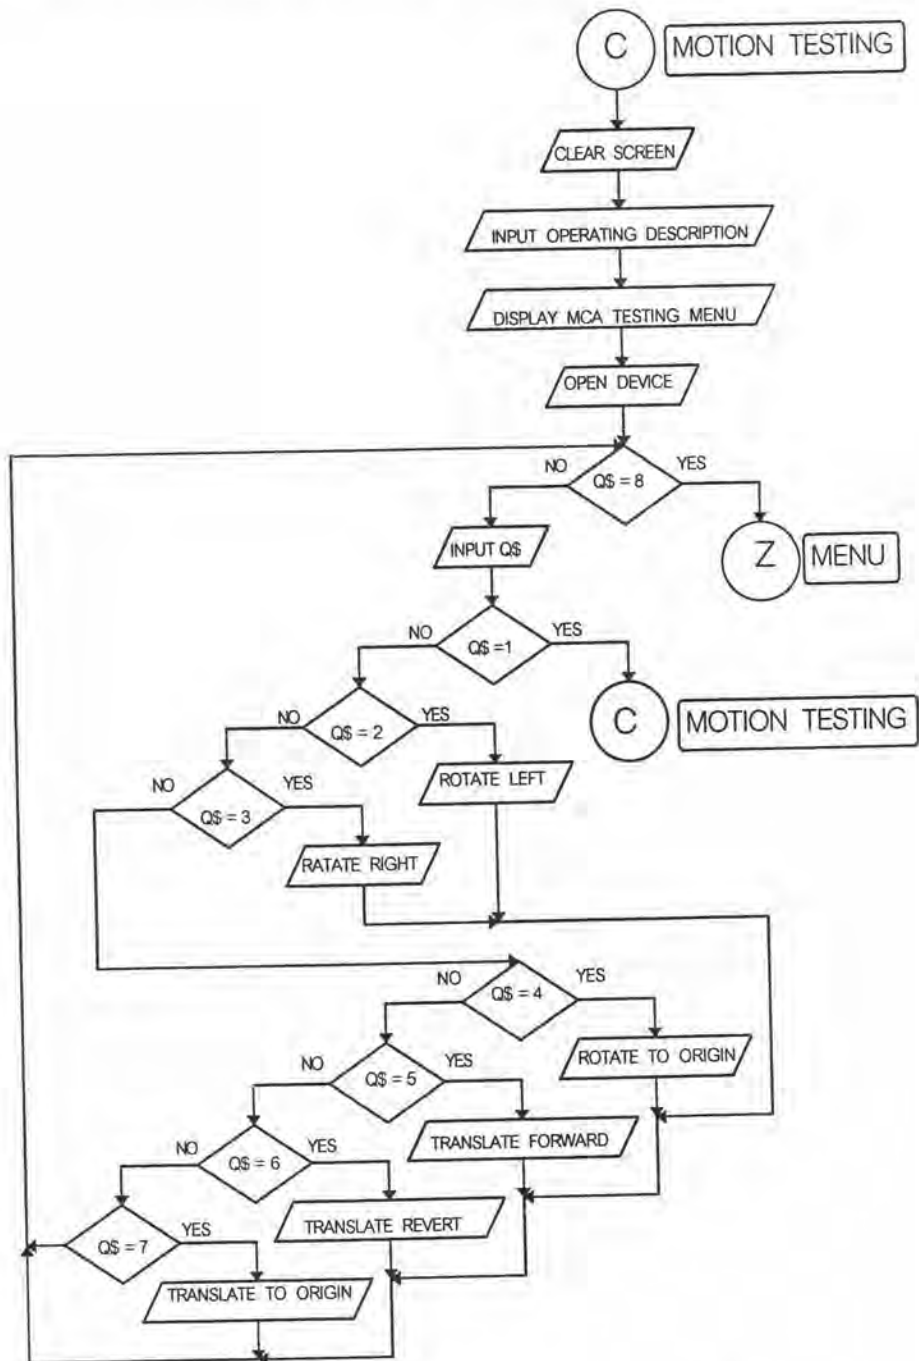 C MOTION TESTING
CLEAR SCREEN
INPUT OPERATING DESCRIPTION
DISPLAY MCA TESTING MENU
OPEN DEVICE
NO Q$ = 8 YES
INPUT Q$
Z MENU
NO Q$ =1 YES
C MOTION TESTING
NO Q$ = 2 YES
ROTATE LEFT
NO Q$ = 3 YES
RATATE RIGHT
NO Q$ = 4 YES
ROTATE TO ORIGIN
NO Q$ = 5 YES
TRANSLATE FORWARD
NO Q$ = 6 YES
TRANSLATE REVERT
NO Q$ = 7 YES
TRANSLATE TO ORIGIN